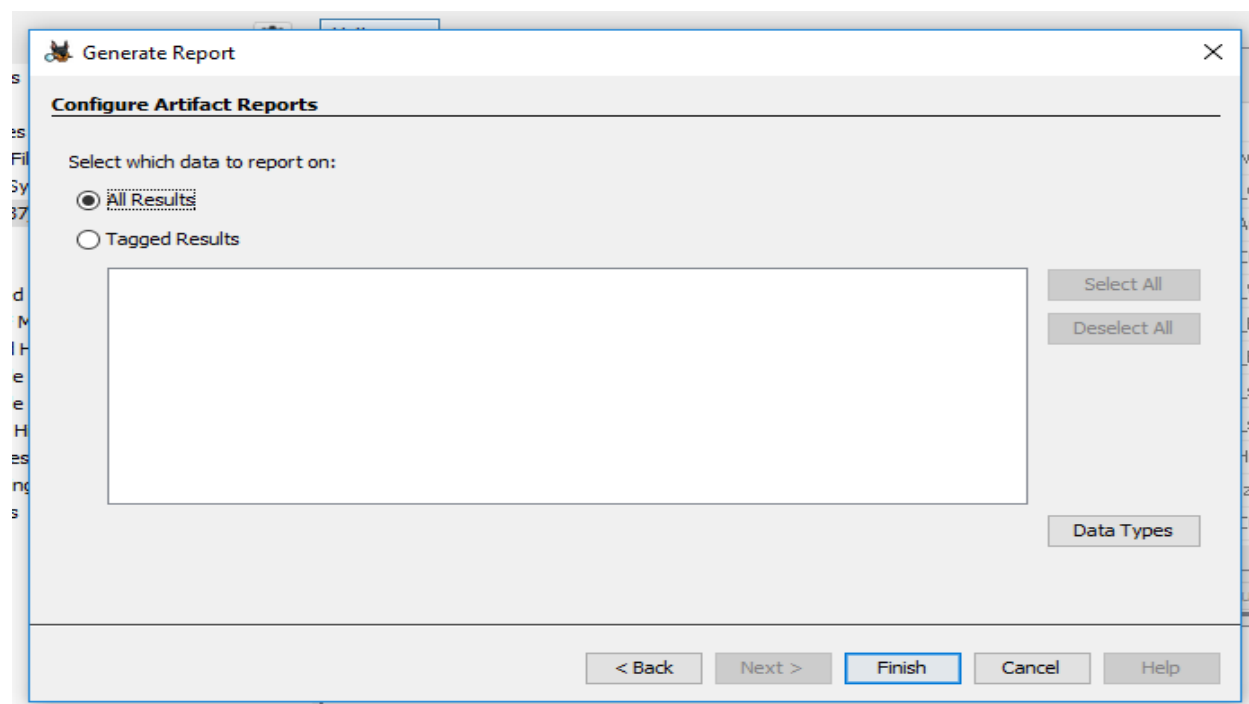 Generate Report
Configure Artifact Reports
Select which data to report on:
All Results
Tagged Results
Select All
Deselect All
Data Types
< Back Next > Finish Cancel Help